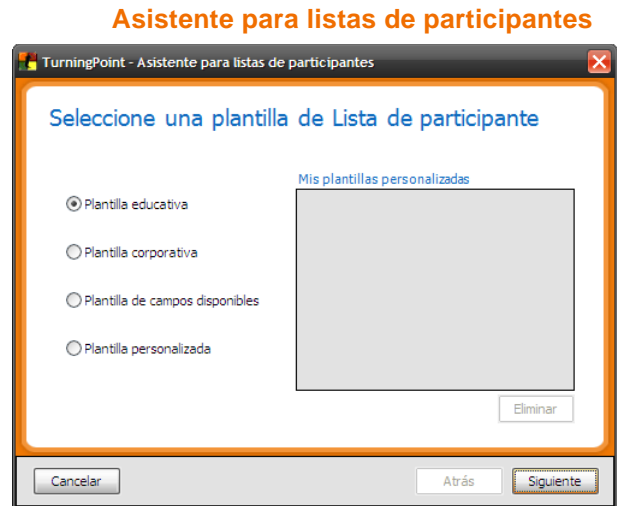 Asistente para listas de participantes
TurningPoint - Asistente para listas de participantes
Seleccione una plantilla de Lista de participante
Mis plantillas personalizadas
Plantilla educativa
Plantilla corporativa
Plantilla de campos disponibles
Plantilla personalizada
Eliminar
Cancelar
Atrás
Siguiente